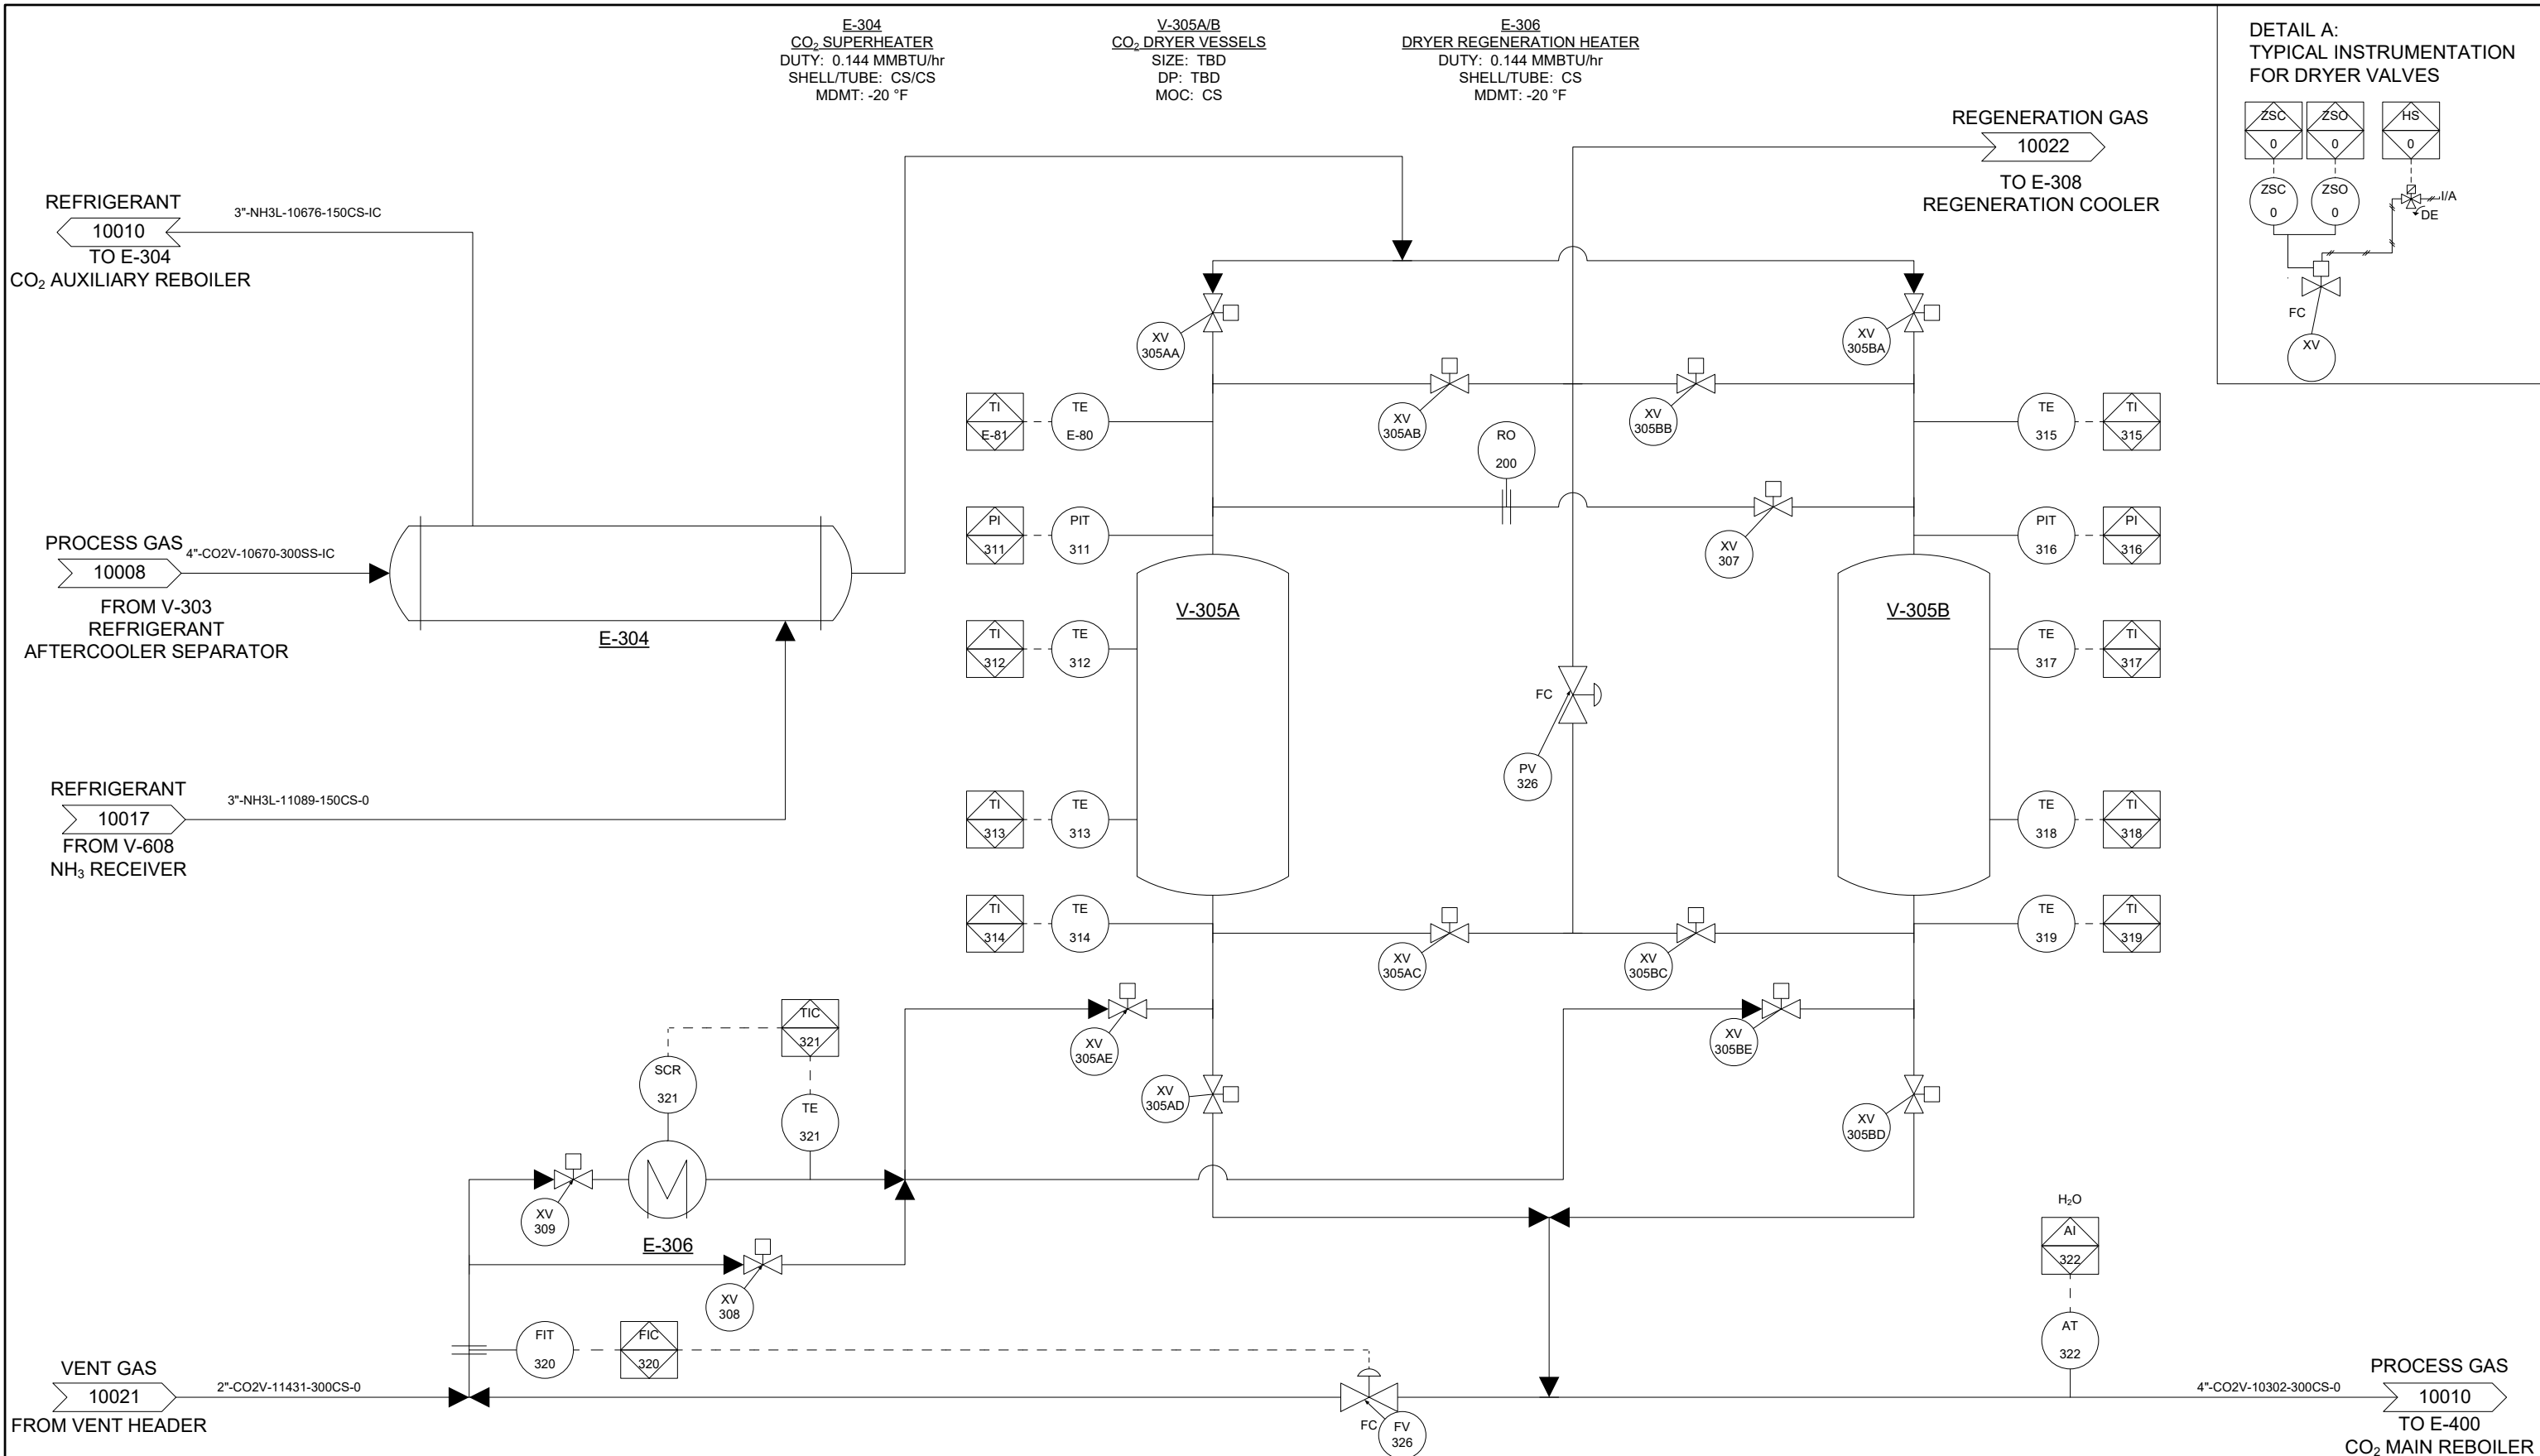 E-304
CO₂ SUPERHEATER
DUTY: 0.144 MMBTU/hr
SHELL/TUBE: CS/CS
MDMT: -20 °F
V-305A/B
CO₂ DRYER VESSELS
SIZE: TBD
DP: TBD
MOC: CS
E-306
DRYER REGENERATION HEATER
DUTY: 0.144 MMBTU/hr
SHELL/TUBE: CS
MDMT: -20 °F
DETAIL A:
TYPICAL INSTRUMENTATION
FOR DRYER VALVES
ZSC
0
ZSO
0
HS
0
ZSC
0
ZSO
0
I/A
DE
FC
XV
REGENERATION GAS
10022
TO E-308
REGENERATION COOLER
REFRIGERANT
10010
3"-NH3L-10676-150CS-IC
TO E-304
CO₂ AUXILIARY REBOILER
PROCESS GAS
10008
4"-CO2V-10670-300SS-IC
FROM V-303
REFRIGERANT
AFTERCOOLER SEPARATOR
E-304
REFRIGERANT
10017
3"-NH3L-11089-150CS-0
FROM V-608
NH₃ RECEIVER
XV
305AA
XV
305BA
XV
305AB
XV
305BB
TI
E-81
TE
E-80
RO
200
TE
315
TI
315
PI
311
PIT
311
XV
307
PIT
316
PI
316
V-305A
V-305B
TI
312
TE
312
TE
317
TI
317
FC
PV
326
TI
313
TE
313
TE
318
TI
318
TI
314
TE
314
XV
305AC
XV
305BC
TE
319
TI
319
TIC
321
SCR
321
TE
321
XV
305AE
XV
305BE
XV
305AD
XV
305BD
XV
309
E-306
XV
308
FIT
320
FIC
320
H₂O
AI
322
AT
322
VENT GAS
10021
2"-CO2V-11431-300CS-0
FROM VENT HEADER
FC
FV
326
4"-CO2V-10302-300CS-0
PROCESS GAS
10010
TO E-400
CO₂ MAIN REBOILER